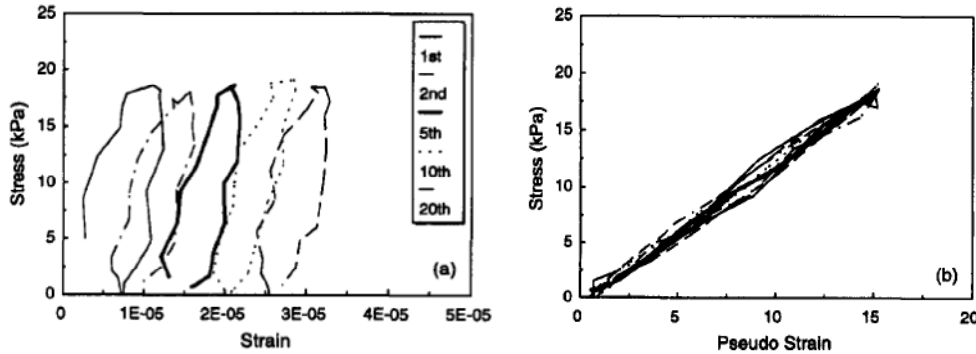 25
20
15
10
5
0
Stress (kPa)
0 1E-05 2E-05 3E-05 4E-05 5E-05
Strain
1st
2nd
5th
10th
20th
(a)
25
20
15
10
5
0
Stress (kPa)
0 5 10 15 20
Pseudo Strain
(b)